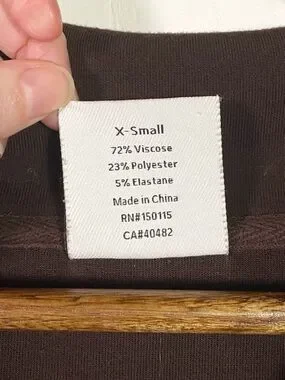 X-Small
72% Viscose
23% Polyester
5% Elastane
Made in China
RN#150115
CA#40482